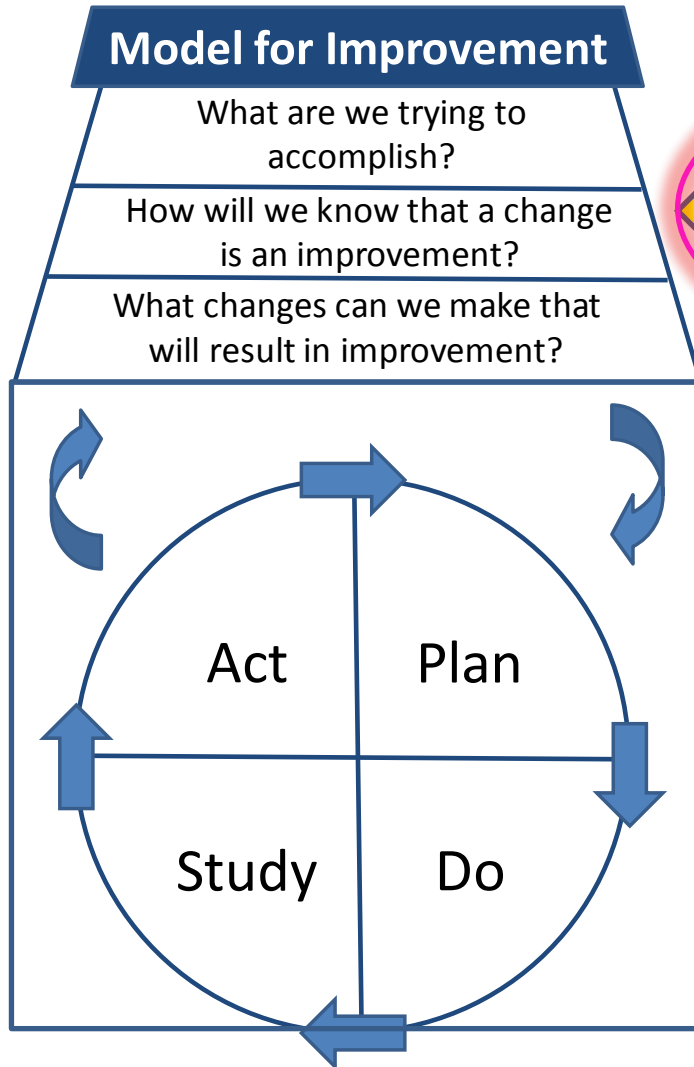 Model for Improvement
What are we trying to
accomplish?
How will we know that a change
is an improvement?
What changes can we make that
will result in improvement?
Act
Plan
Study
Do